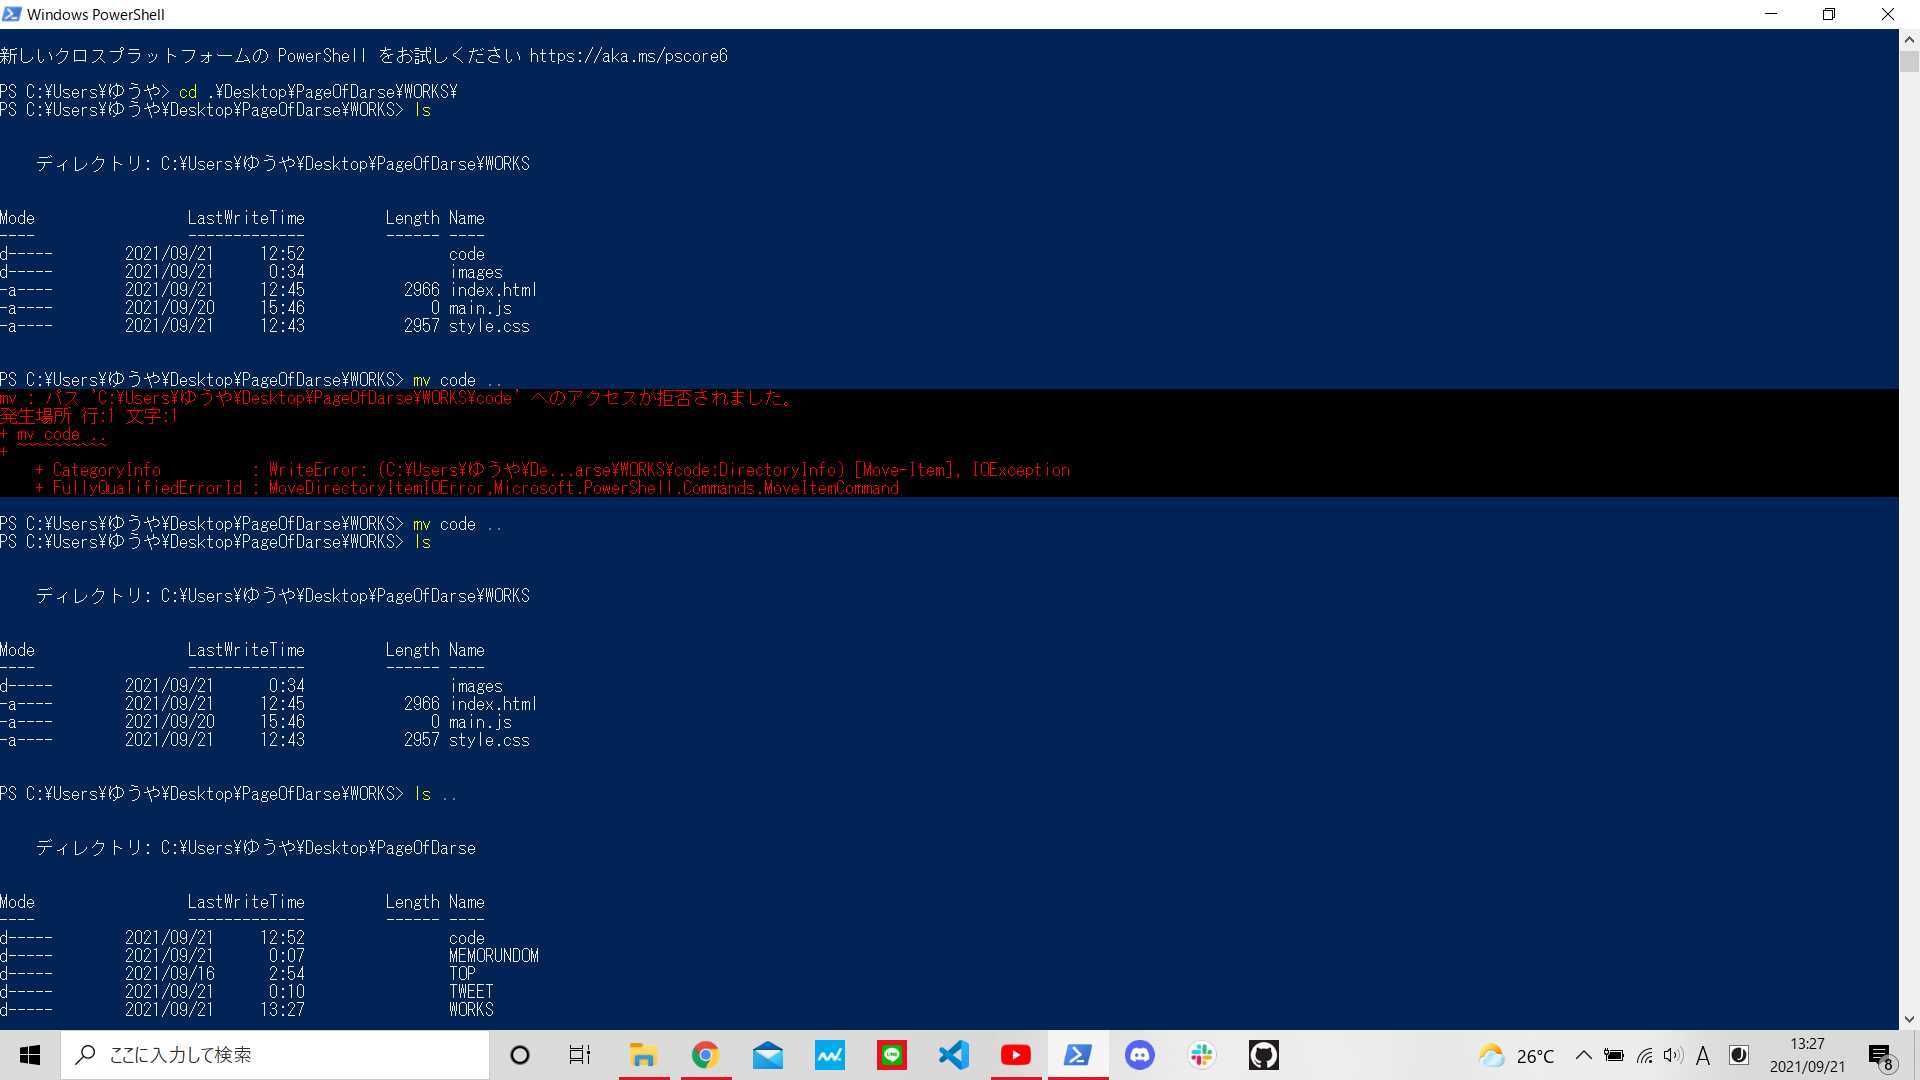 Windows PowerShell
新しいクロスプラットフォームの PowerShell をお試しください https://aka.ms/pscore6
PS C:¥Users¥ゆうや> cd .¥Desktop¥PageOfDarse¥WORKS¥
PS C:¥Users¥ゆうや¥Desktop¥PageOfDarse¥WORKS> ls
ディレクトリ: C:¥Users¥ゆうや¥Desktop¥PageOfDarse¥WORKS
Mode LastWriteTime Length Name
---- ------------- ------ ----
d----- 2021/09/21 12:52 code
d----- 2021/09/21 0:34 images
-a---- 2021/09/21 12:45 2966 index.html
-a---- 2021/09/20 15:46 0 main.js
-a---- 2021/09/21 12:43 2957 style.css
PS C:¥Users¥ゆうや¥Desktop¥PageOfDarse¥WORKS> mv code ..
mv : パス 'C:¥Users¥ゆうや¥Desktop¥PageOfDarse¥WORKS¥code' へのアクセスが拒否されました。
発生場所 行:1 文字:1
+ mv code ..
+ ~~~~~~~~~~
+ CategoryInfo : WriteError: (C:¥Users¥ゆうや¥De...arse¥WORKS¥code:DirectoryInfo) [Move-Item], IOException
+ FullyQualifiedErrorId : MoveDirectoryItemIOError,Microsoft.PowerShell.Commands.MoveItemCommand
PS C:¥Users¥ゆうや¥Desktop¥PageOfDarse¥WORKS> mv code ..
PS C:¥Users¥ゆうや¥Desktop¥PageOfDarse¥WORKS> ls
ディレクトリ: C:¥Users¥ゆうや¥Desktop¥PageOfDarse¥WORKS
Mode LastWriteTime Length Name
---- ------------- ------ ----
d----- 2021/09/21 0:34 images
-a---- 2021/09/21 12:45 2966 index.html
-a---- 2021/09/20 15:46 0 main.js
-a---- 2021/09/21 12:43 2957 style.css
PS C:¥Users¥ゆうや¥Desktop¥PageOfDarse¥WORKS> ls ..
ディレクトリ: C:¥Users¥ゆうや¥Desktop¥PageOfDarse
Mode LastWriteTime Length Name
---- ------------- ------ ----
d----- 2021/09/21 12:52 code
d----- 2021/09/21 0:07 MEMORUNDOM
d----- 2021/09/16 2:54 TOP
d----- 2021/09/21 0:10 TWEET
d----- 2021/09/21 13:27 WORKS
ここに入力して検索
26°C
A
13:27
2021/09/21
8
LINE